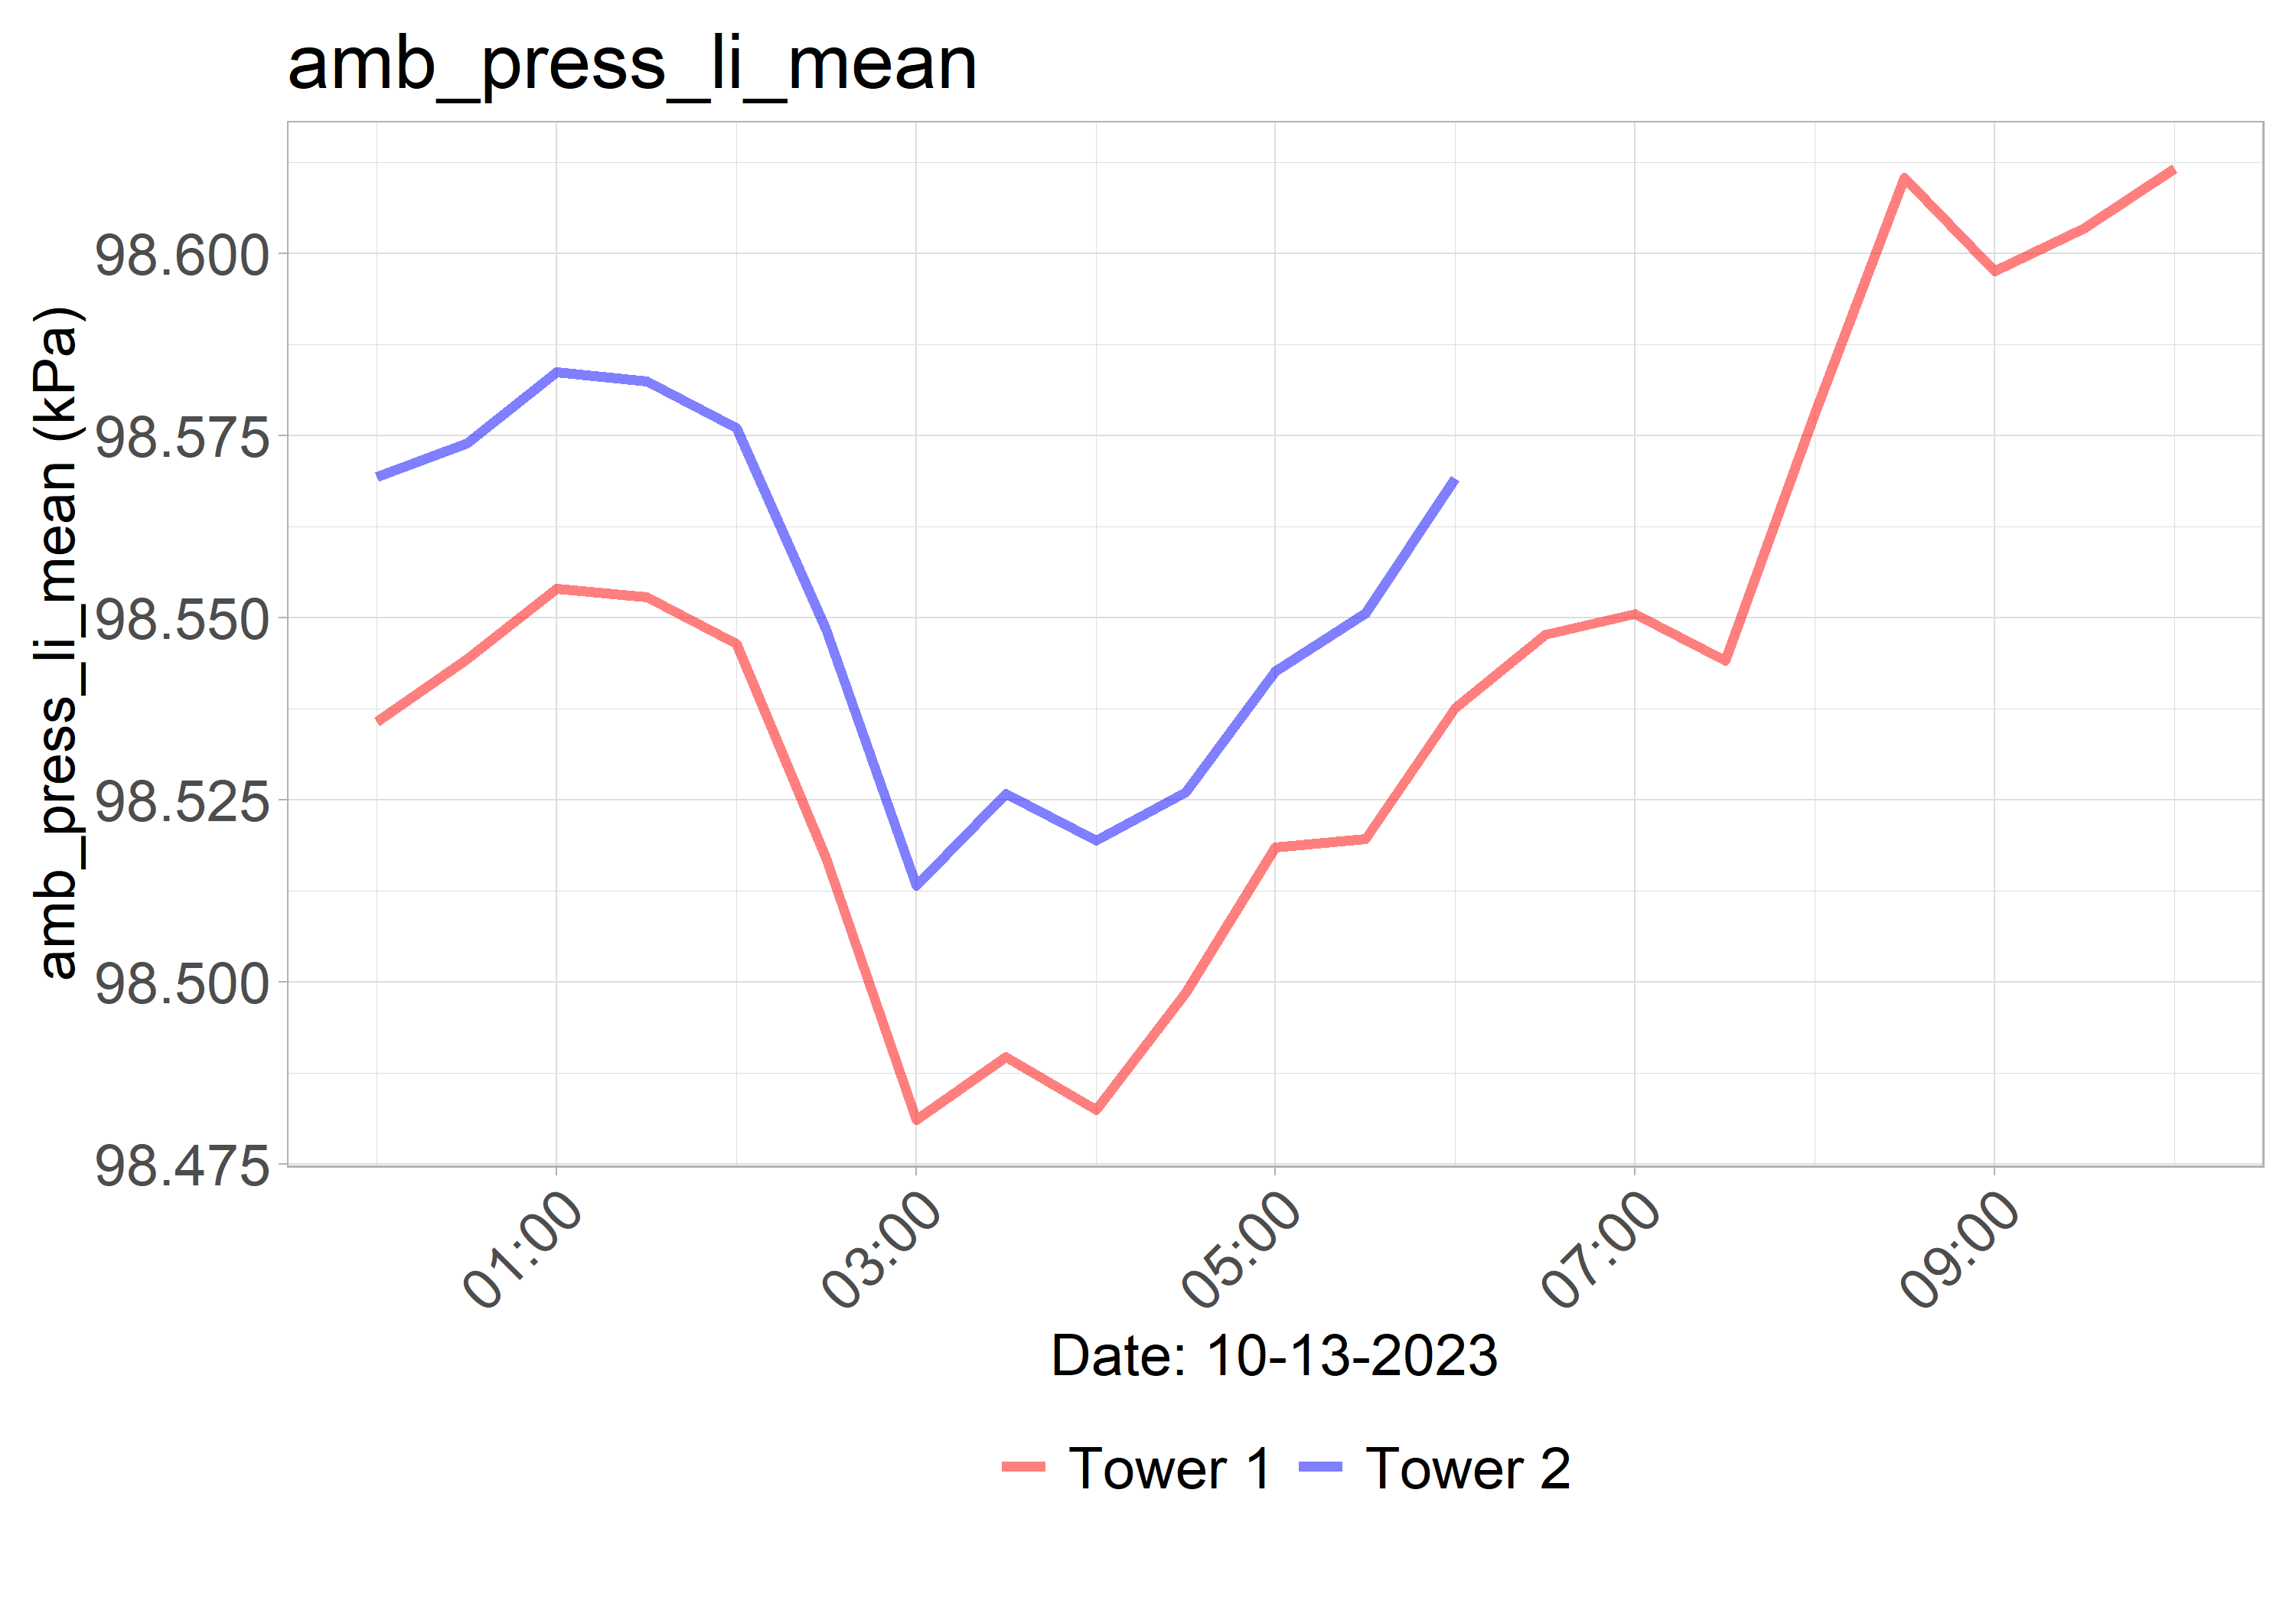 amb_press_li_mean
amb_press_li_mean (kPa)
98.600
98.575
98.550
98.525
98.500
98.475
01:00
03:00
05:00
07:00
09:00
Date: 10-13-2023
Tower 1
Tower 2